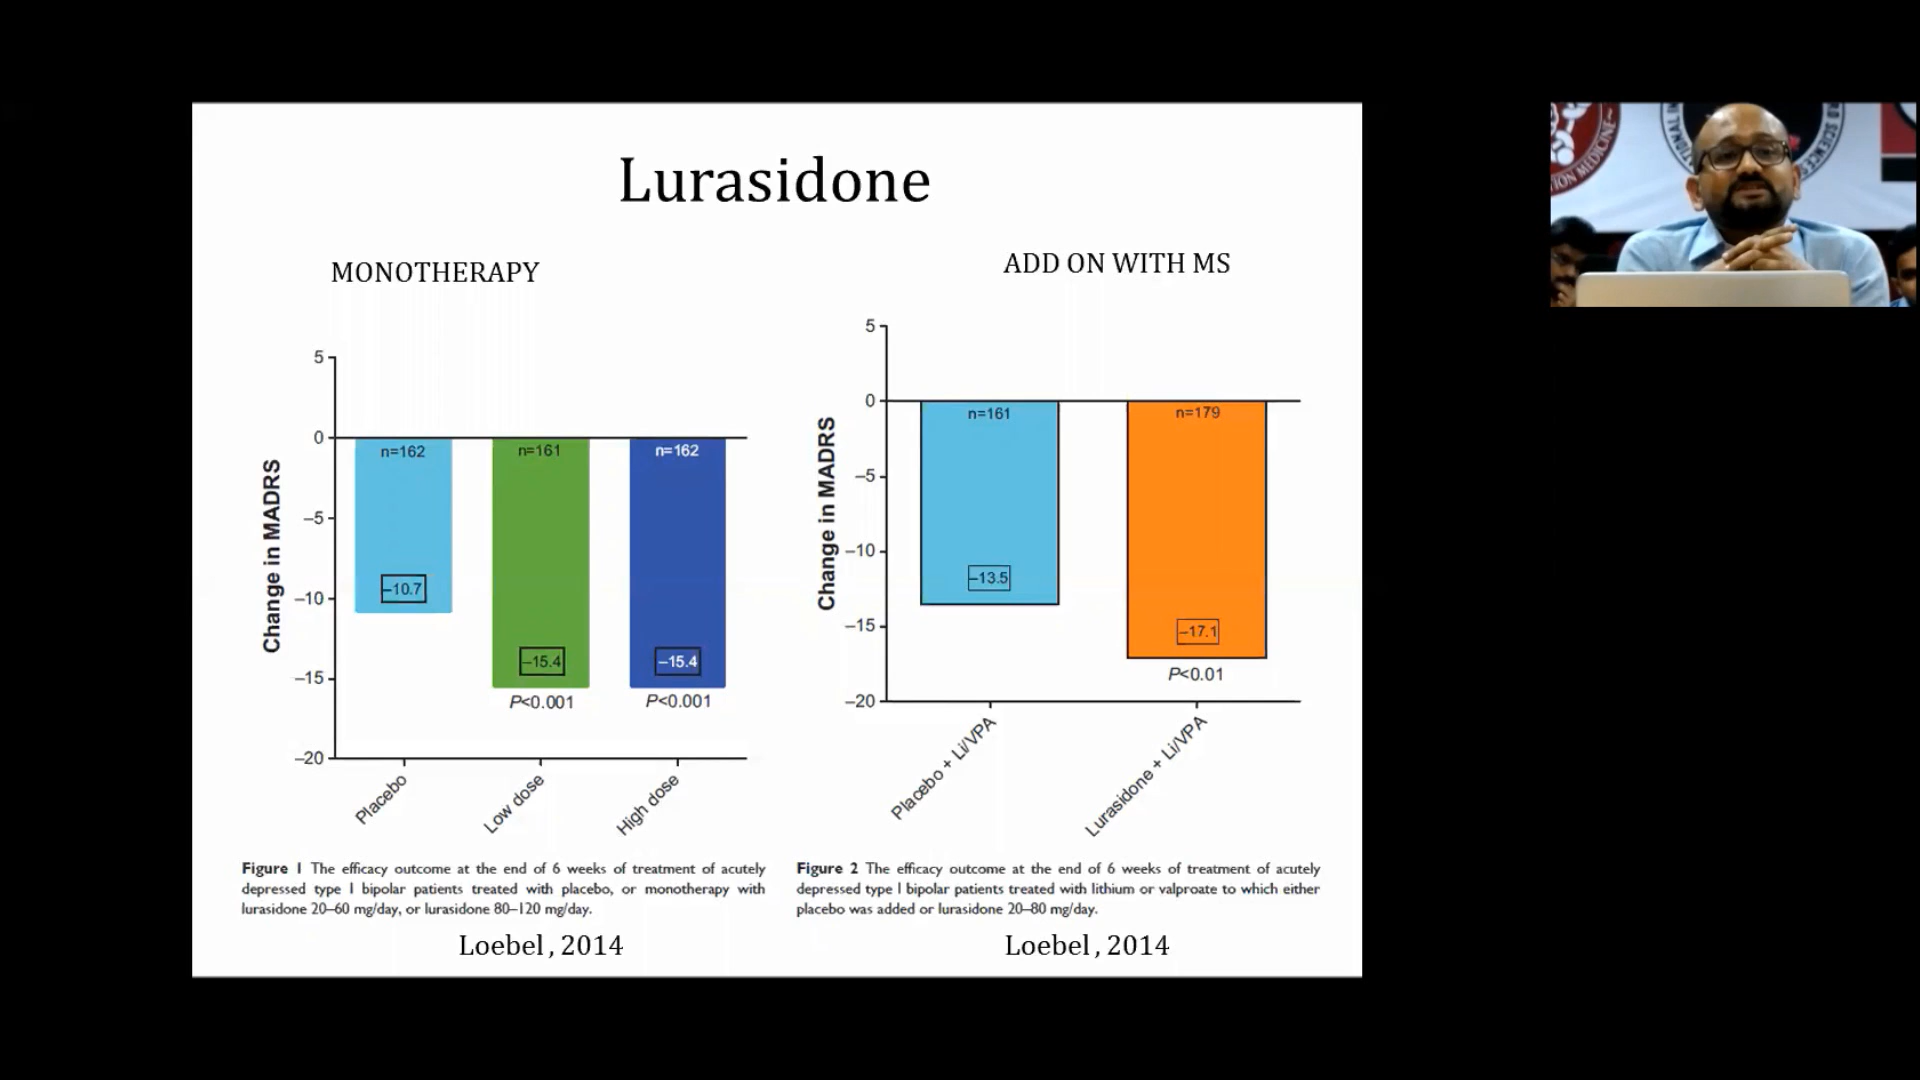 Lurasidone
MONOTHERAPY
5
0
–5
–10
–15
–20
Change in MADRS
n=162
n=161
n=162
–10.7
–15.4
–15.4
P<0.001
P<0.001
Placebo
Low dose
High dose
Figure 1 The efficacy outcome at the end of 6 weeks of treatment of acutely
depressed type I bipolar patients treated with placebo, or monotherapy with
lurasidone 20–60 mg/day, or lurasidone 80–120 mg/day.
Loebel, 2014
ADD ON WITH MS
5
0
–5
–10
–15
–20
Change in MADRS
n=161
n=179
–13.5
–17.1
P<0.01
Placebo + Li/VPA
Lurasidone + Li/VPA
Figure 2 The efficacy outcome at the end of 6 weeks of treatment of acutely
depressed type I bipolar patients treated with lithium or valproate to which either
placebo was added or lurasidone 20–80 mg/day.
Loebel, 2014
MEDICINE